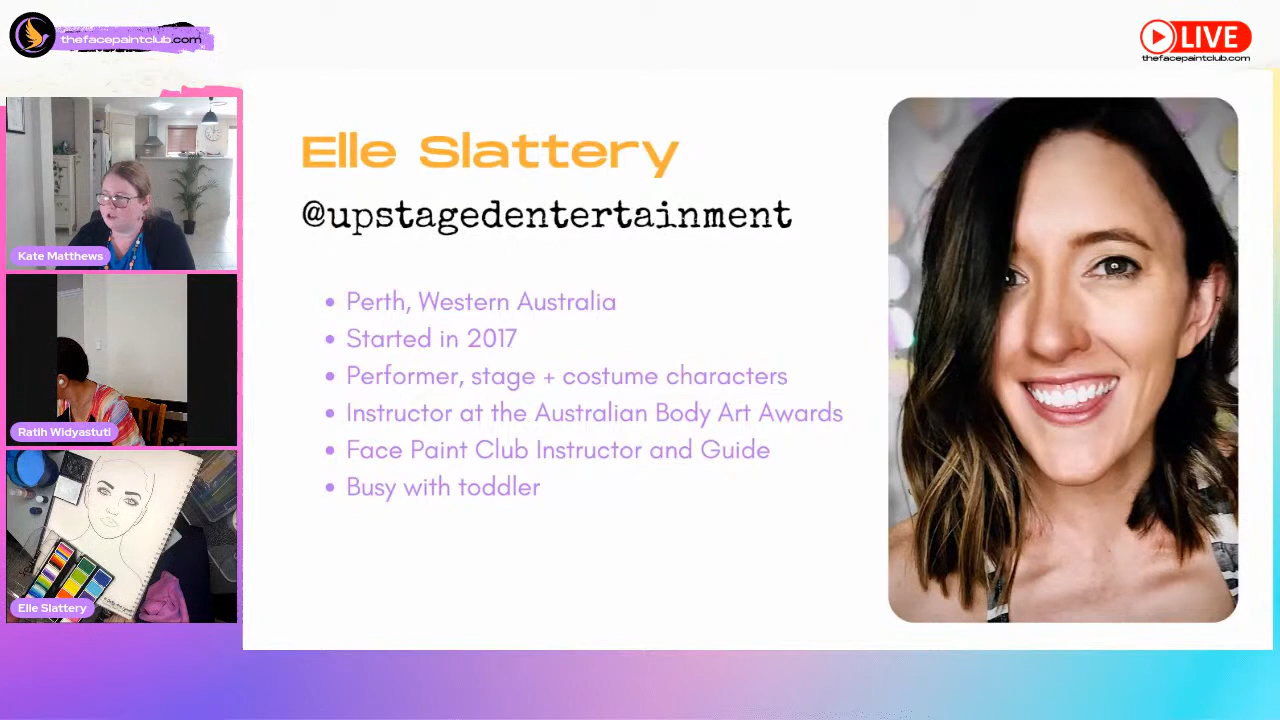 thefacepaintclub.com
LIVE
thefacepaintclub.com
Elle Slattery
@upstagedentertainment
• Perth, Western Australia
• Started in 2017
• Performer, stage + costume characters
• Instructor at the Australian Body Art Awards
• Face Paint Club Instructor and Guide
• Busy with toddler
Kate Matthews
Ratih Widyastuti
Elle Slattery